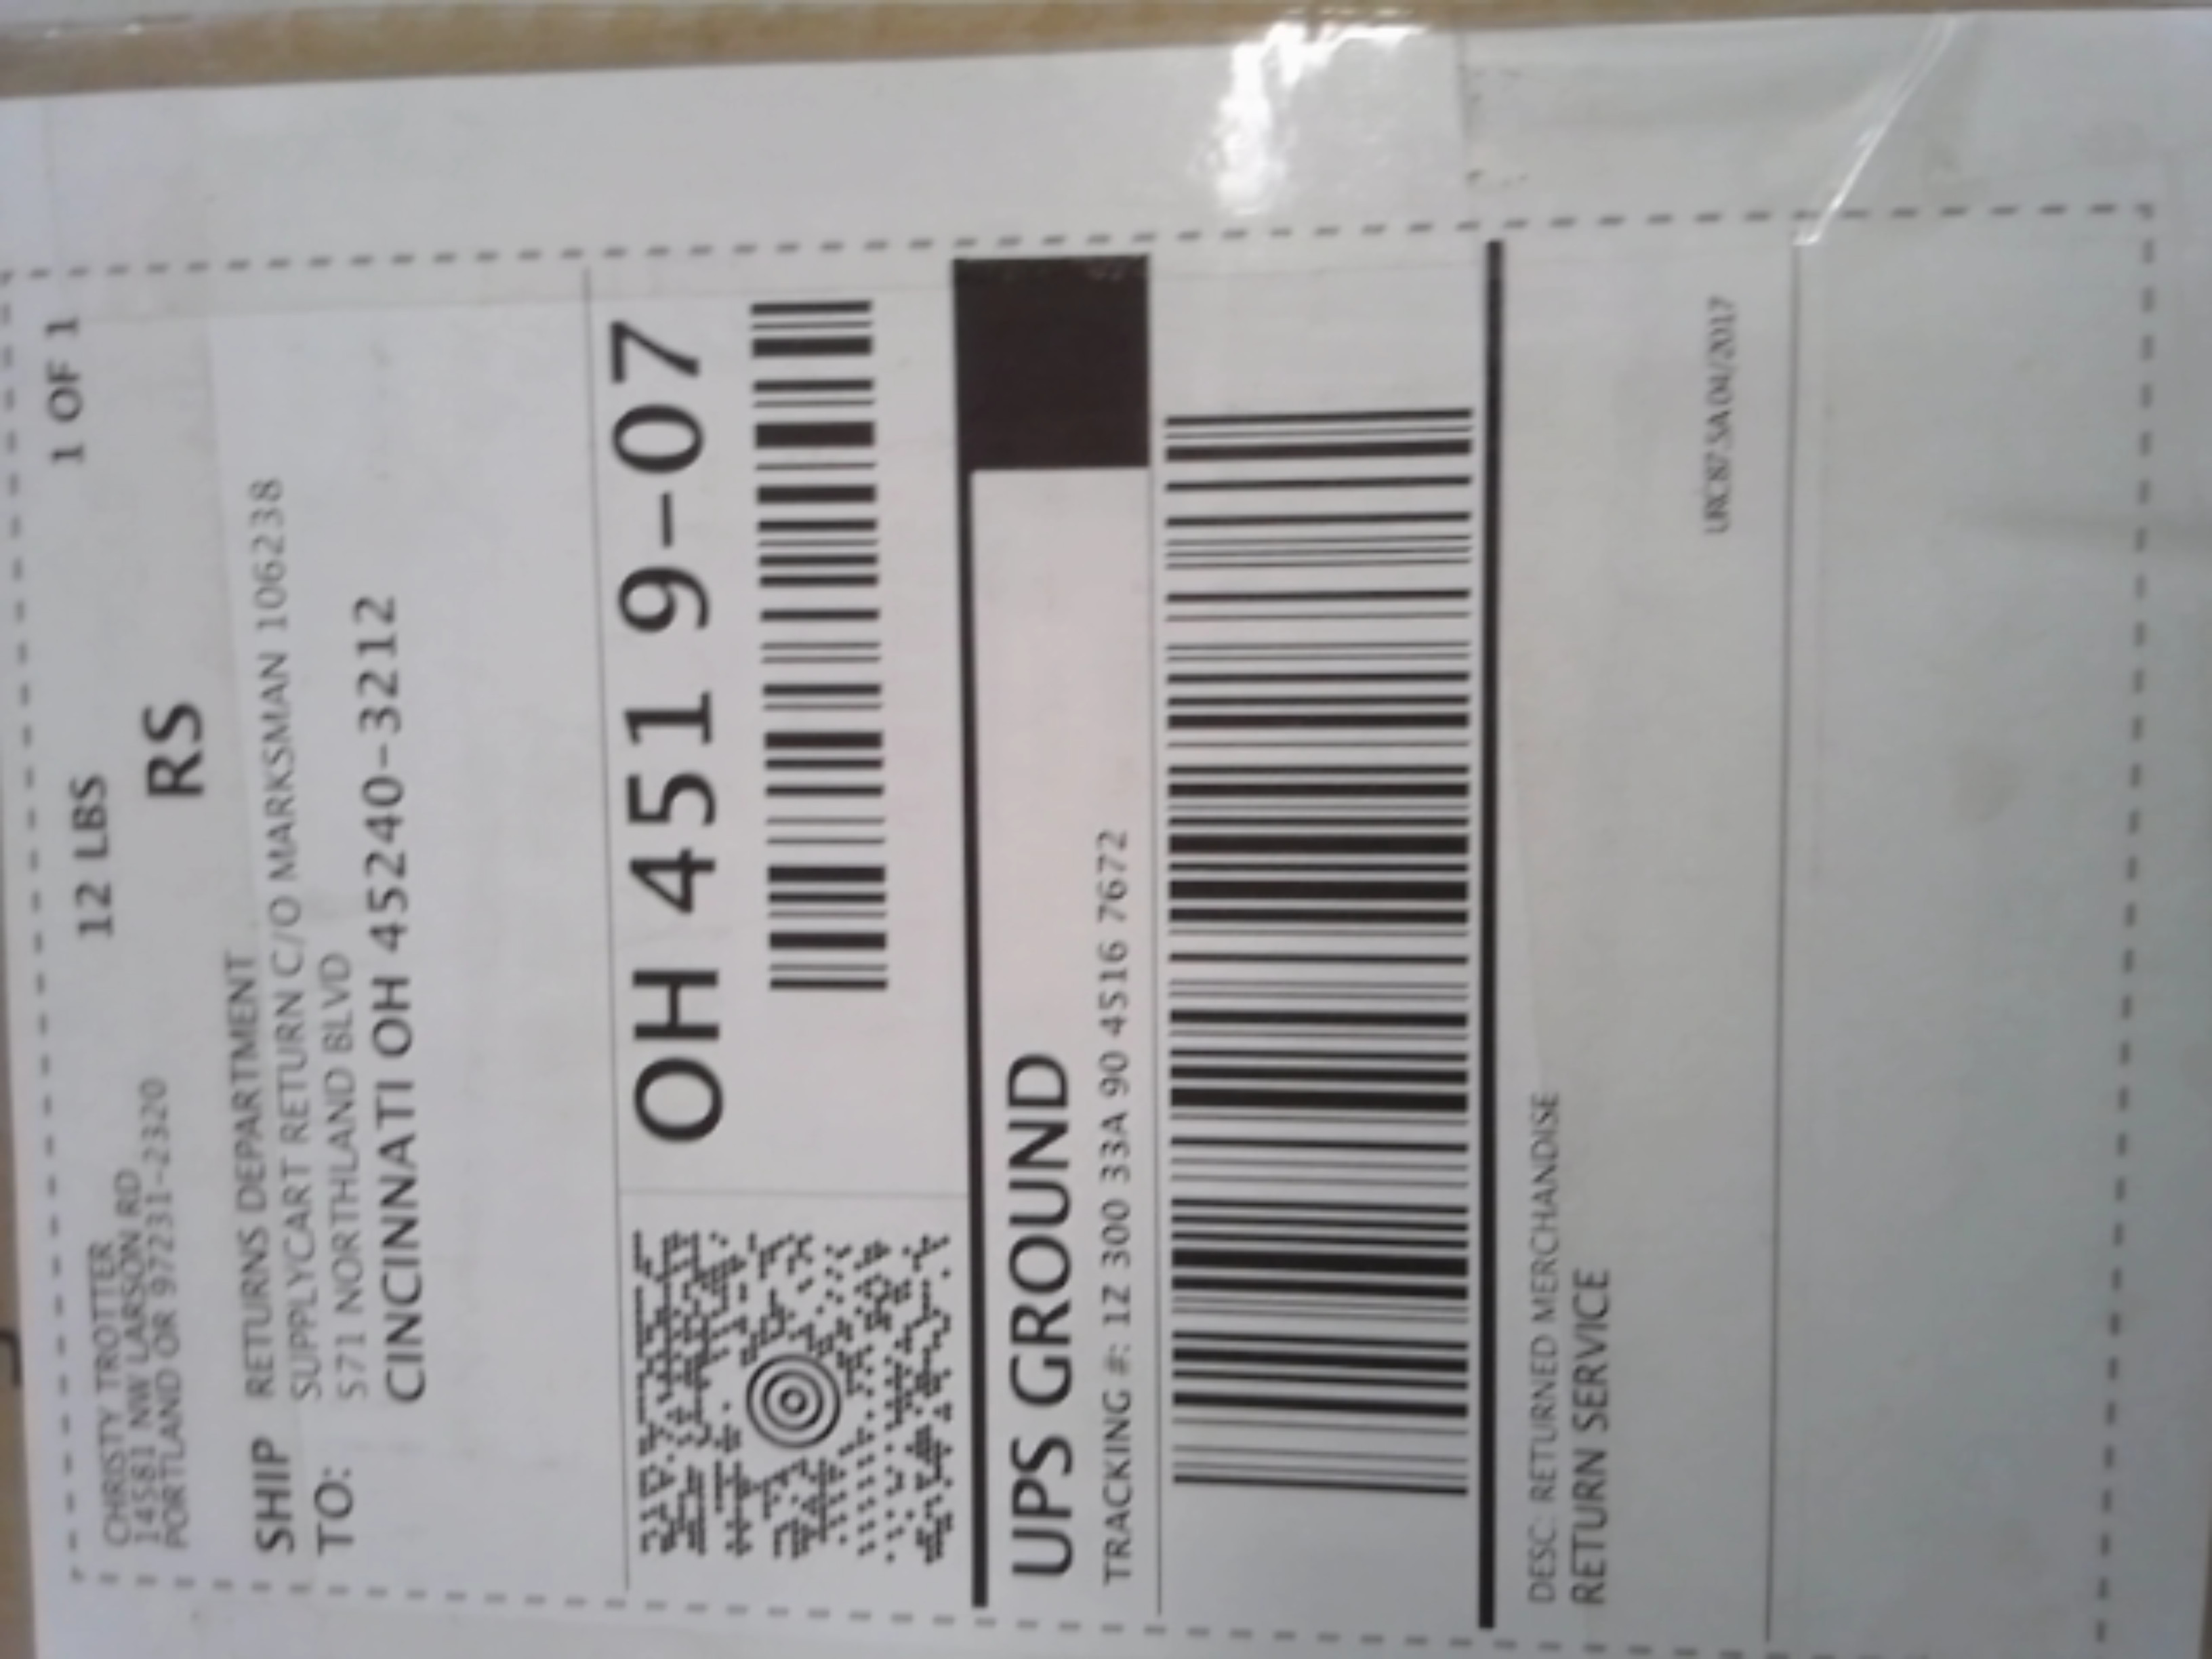 CHRISTY TROTTER
14581 NW LARSON RD
PORTLAND OR 97231-2320
12 LBS
1 OF 1
RS
SHIP TO:
RETURNS DEPARTMENT
SUPPLYCART RETURN C/O MARKSMAN 106238
571 NORTHLAND BLVD
CINCINNATI OH 45240-3212
OH 451 9-07
UPS GROUND
TRACKING #: 1Z 300 33A 90 4516 7672
DESC: RETURNED MERCHANDISE
RETURN SERVICE